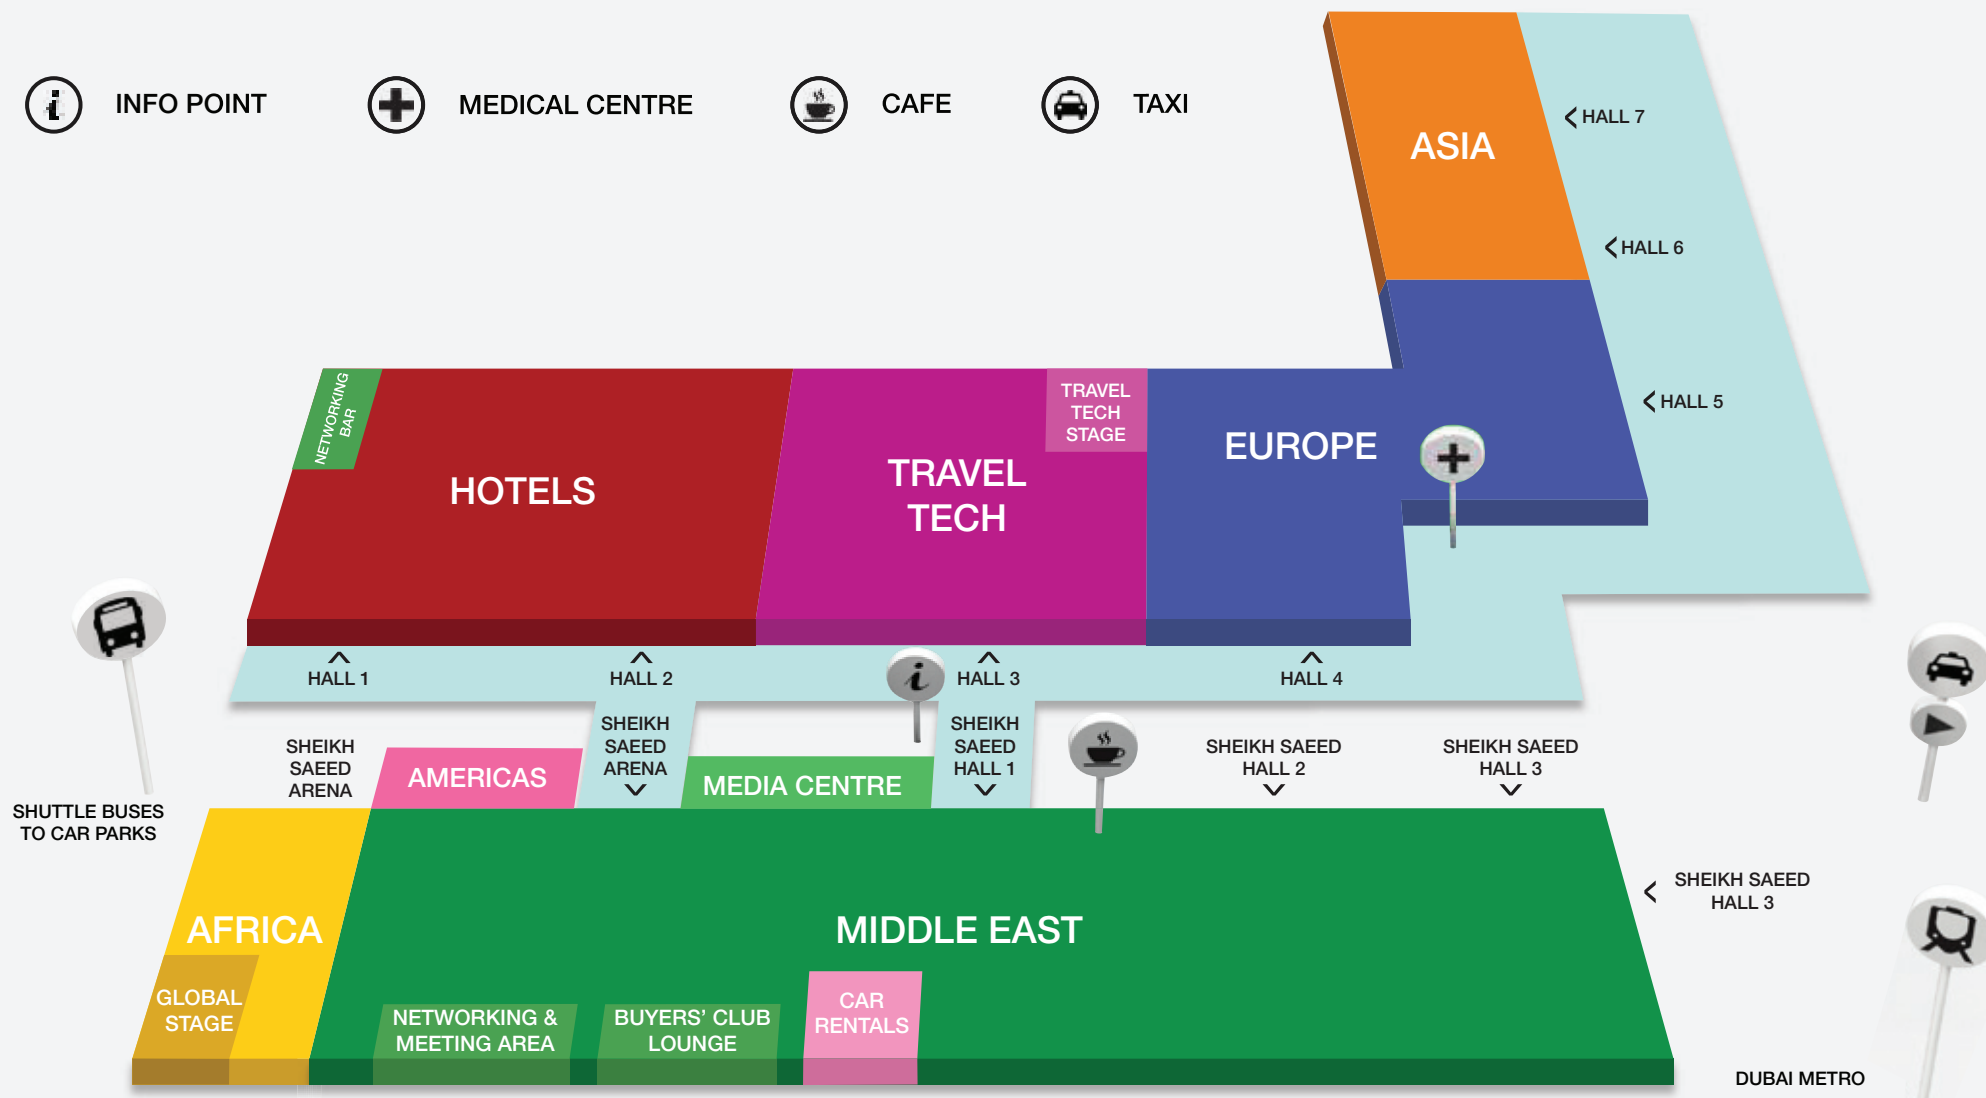 INFO POINT
MEDICAL CENTRE
CAFE
TAXI
HALL 7
ASIA
HALL 6
HALL 5
NETWORKING
BAR
HOTELS
TRAVEL
TECH
TRAVEL
TECH
STAGE
EUROPE
HALL 1
HALL 2
HALL 3
HALL 4
SHUTTLE BUSES
TO CAR PARKS
SHEIKH
SAEED
ARENA
AMERICAS
SHEIKH
SAEED
ARENA
MEDIA CENTRE
SHEIKH
SAEED
HALL 1
SHEIKH SAEED
HALL 2
SHEIKH SAEED
HALL 3
SHEIKH SAEED
HALL 3
AFRICA
MIDDLE EAST
GLOBAL
STAGE
NETWORKING &
MEETING AREA
BUYERS’ CLUB
LOUNGE
CAR
RENTALS
DUBAI METRO